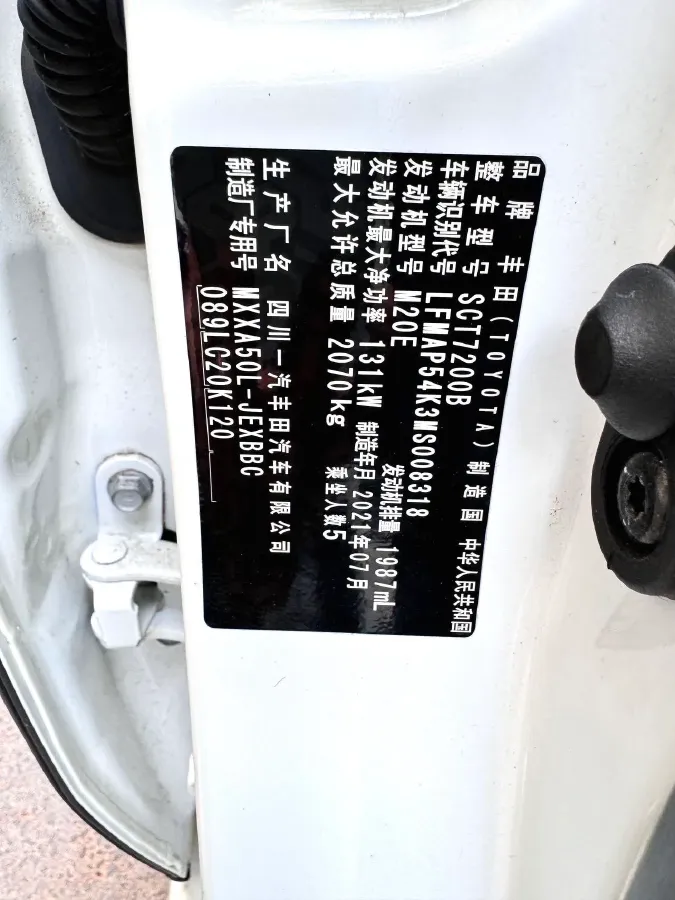 品牌 丰田(TOYOTA) 制造国 中华人民共和国
整车型号 SCT7200B
车辆识别代号 LFMAP54K3MS008318
发动机型号 M20E 发动机排量 1987mL
发动机最大净功率 131kW 制造年月 2021年07月
最大允许总质量 2070kg 乘坐人数5
生产厂名 四川一汽丰田汽车有限公司
制造厂专用号 MXXA50L-JEXBBC
089LC20K120